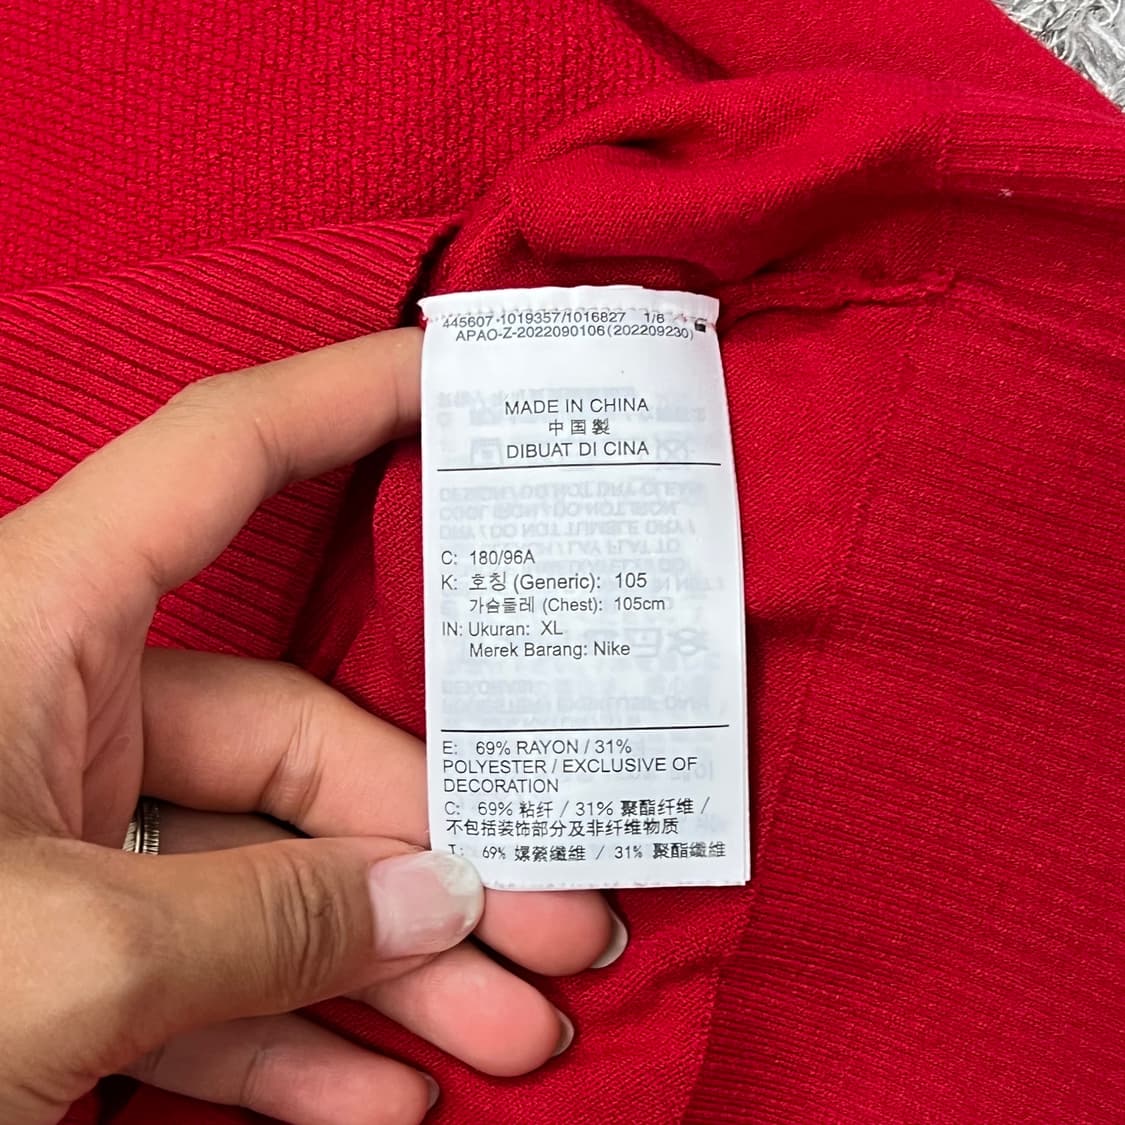 445607-1019357/1016827 1/8
APAO-Z-2022090106(202209230)
MADE IN CHINA
中国製
DIBUAT DI CINA
C: 180/96A
K: 호칭 (Generic): 105
가슴둘레 (Chest): 105cm
IN: Ukuran: XL
Merek Barang: Nike
E: 69% RAYON / 31%
POLYESTER / EXCLUSIVE OF
DECORATION
C: 69% 粘纤 / 31% 聚酯纤维 /
不包括装饰部分及非纤维物质
T: 69% 嫘縈纖維 / 31% 聚酯纖維